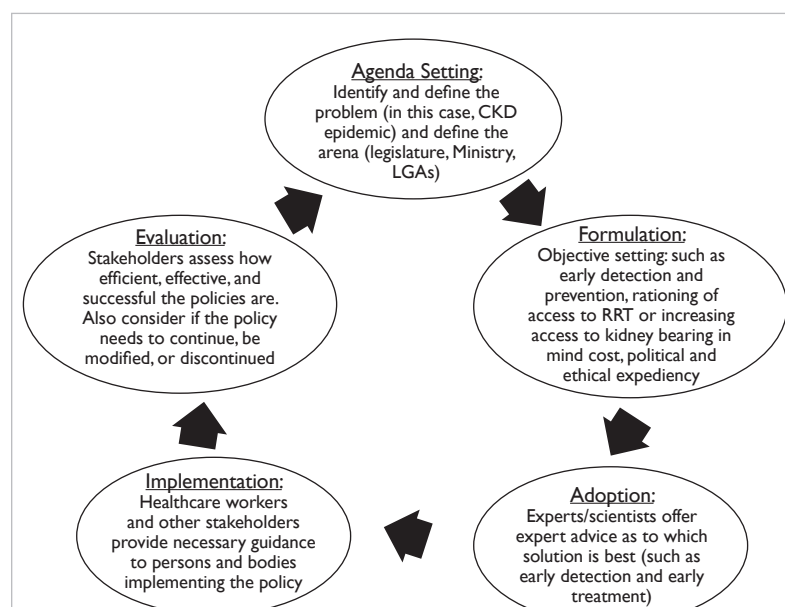 Agenda Setting:
Identify and define the
problem (in this case, CKD
epidemic) and define the
arena (legislature, Ministry,
LGAs)
Formulation:
Objective setting: such as
early detection and
prevention, rationing of
access to RRT or increasing
access to kidney bearing in
mind cost, political and
ethical expediency
Adoption:
Experts/scientists offer
expert advice as to which
solution is best (such as
early detection and early
treatment)
Implementation:
Healthcare workers
and other stakeholders
provide necessary guidance
to persons and bodies
implementing the policy
Evaluation:
Stakeholders assess how
efficient, effective, and
successful the policies are.
Also consider if the policy
needs to continue, be
modified, or discontinued